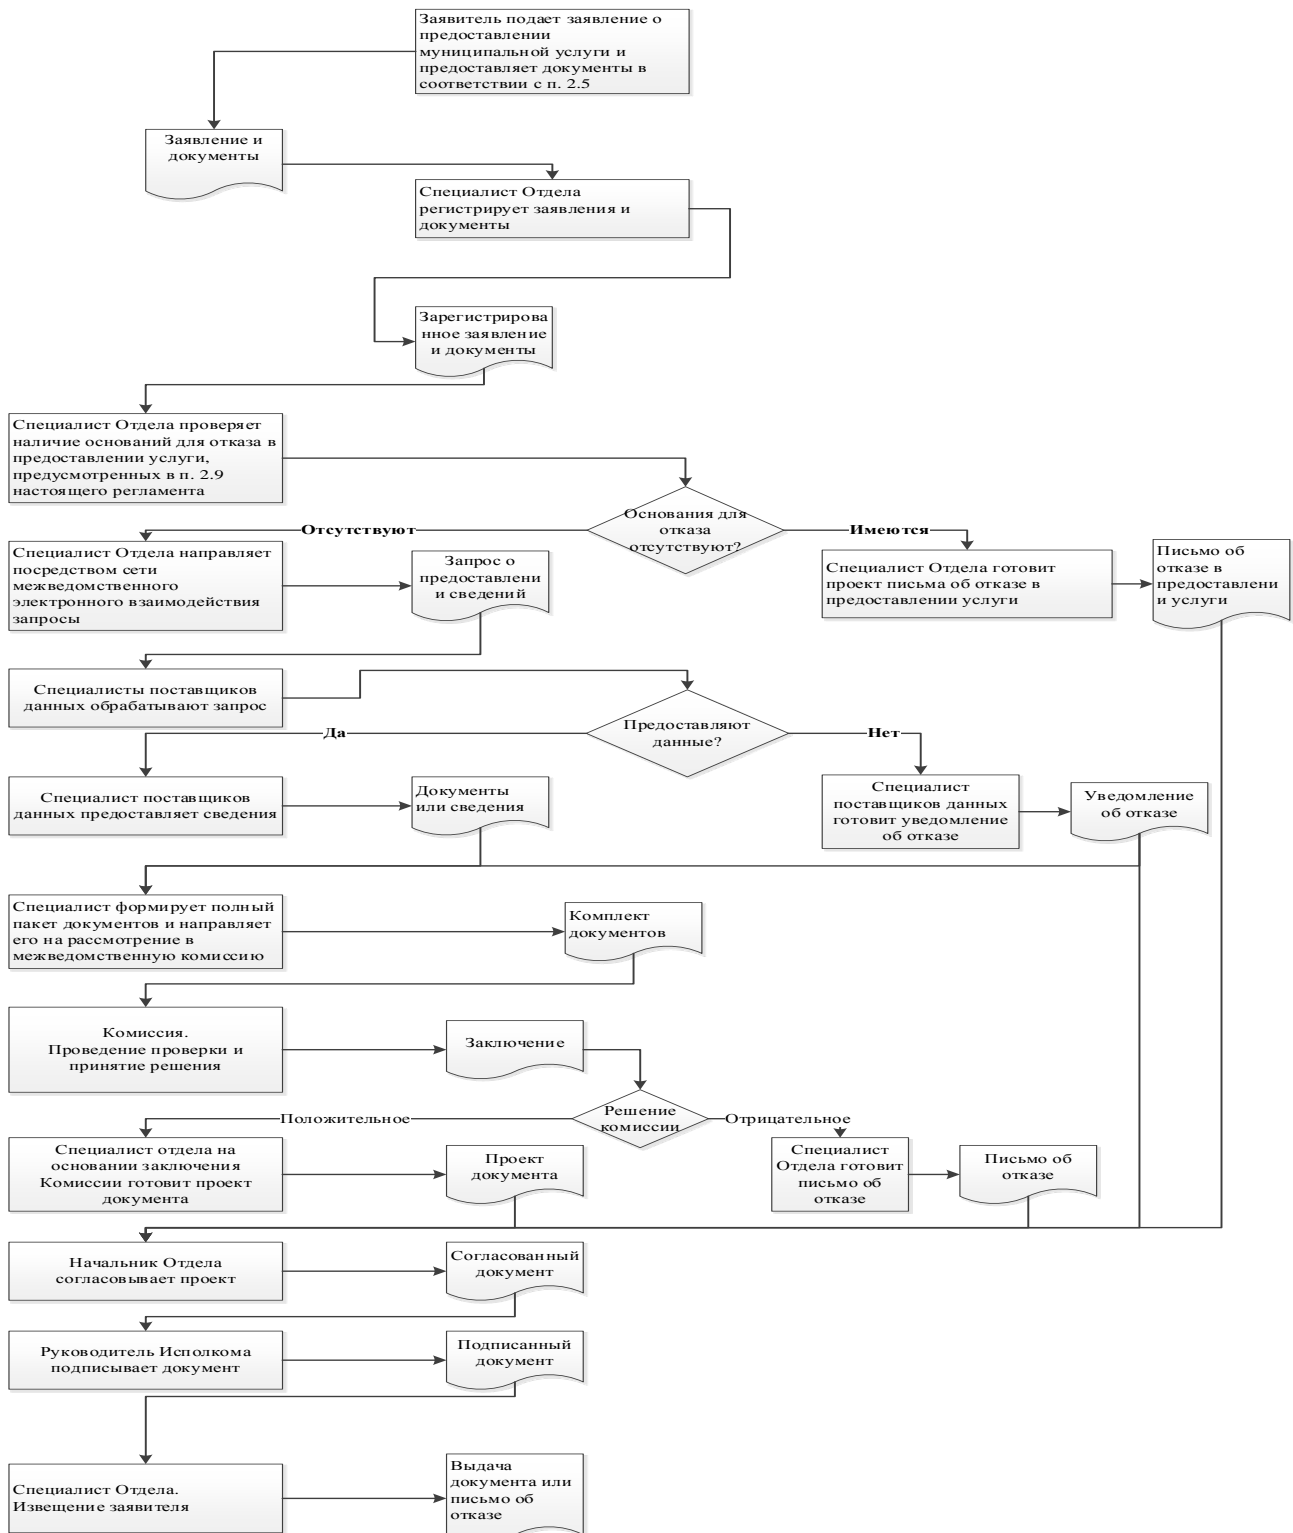 Заявитель подает заявление о
предоставлении
муниципальной услуги и
предоставляет документы в
соответствии с п. 2.5
Заявление и
документы
Специалист Отдела
регистрирует заявления и
документы
Зарегистрирова
нное заявление
и документы
Специалист Отдела проверяет
наличие оснований для отказа в
предоставлении услуги,
предусмотренных в п. 2.9
настоящего регламента
Основания для
отказа
отсутствуют?
Отсутствуют
Имеются
Специалист Отдела направляет
посредством сети
межведомственного
электронного взаимодействия
запросы
Запрос о
предоставлени
и сведений
Специалист Отдела готовит
проект письма об отказе в
предоставлении услуги
Письмо об
отказе в
предоставлени
и услуги
Специалисты поставщиков
данных обрабатывают запрос
Предоставляют
данные?
Да
Нет
Специалист поставщиков
данных предоставляет сведения
Документы
или сведения
Специалист
поставщиков данных
готовит уведомление
об отказе
Уведомление
об отказе
Специалист формирует полный
пакет документов и направляет
его на рассмотрение в
межведомственную комиссию
Комплект
документов
Комиссия.
Проведение проверки и
принятие решения
Заключение
Решение
комиссии
Положительное
Отрицательное
Специалист отдела на
основании заключения
Комиссии готовит проект
документа
Проект
документа
Специалист
Отдела готовит
письмо об
отказе
Письмо об
отказе
Начальник Отдела
согласовывает проект
Согласованный
документ
Руководитель Исполкома
подписывает документ
Подписанный
документ
Специалист Отдела.
Извещение заявителя
Выдача
документа или
письмо об
отказе